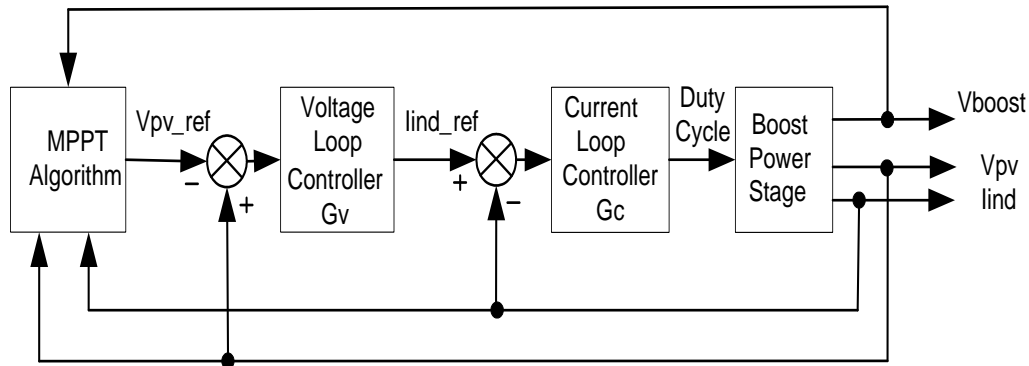 MPPT
Algorithm
Vpv_ref
−
+
Voltage
Loop
Controller
Gv
Iind_ref
+
−
Current
Loop
Controller
Gc
Duty
Cycle
Boost
Power
Stage
Vboost
Vpv
Iind